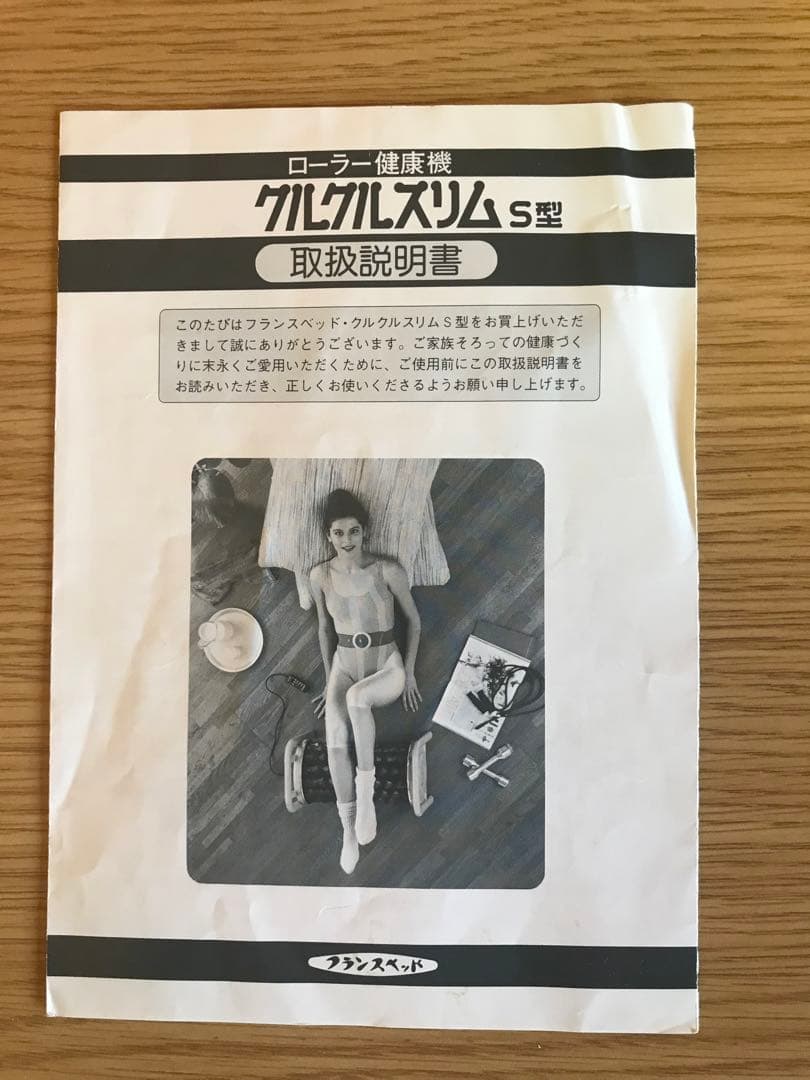 ローラー健康機
クルクルスリム S型
取扱説明書
このたびはフランスベッド・クルクルスリムS型をお買上げいただ
きまして誠にありがとうございます。ご家族そろっての健康づく
りに末永くご愛用いただくために、ご使用前にこの取扱説明書を
お読みいただき、正しくお使いくださるようお願い申し上げます。
フランスベッド